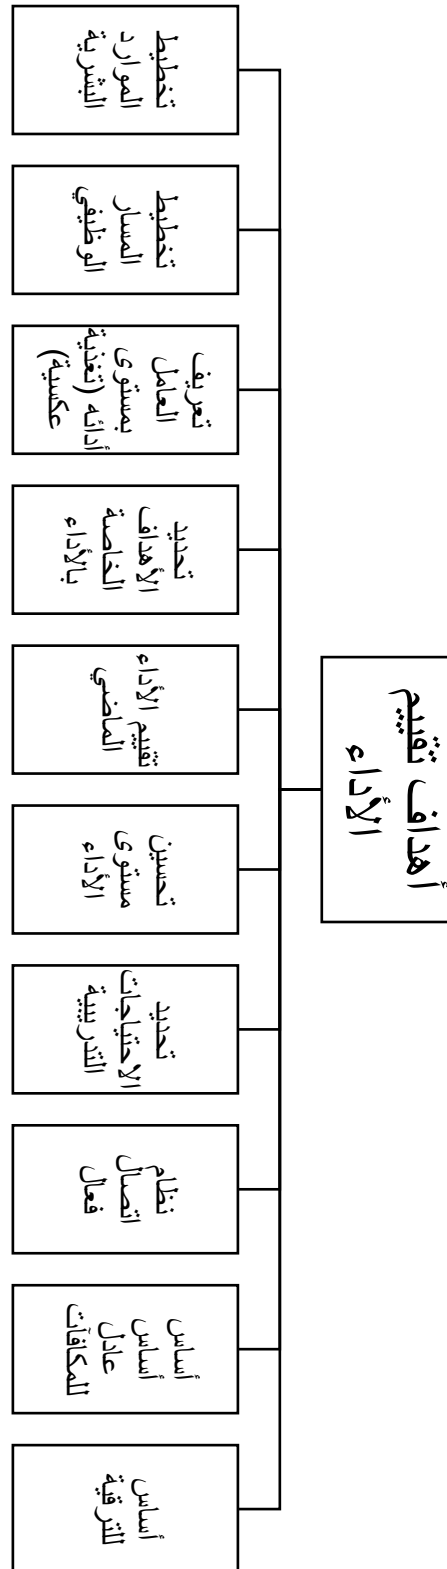 أهداف تقييم
الأداء
أساس
للترقية
أساس
أساس
عادل
للمكافآت
نظام
اتصال
فعال
تحديد
الاحتياجات
التدريبية
تحسين
مستوى
الأداء
تقييم الأداء
الماضي
تحديد
الأهداف
الخاصة
بالأداء
تعريف
العامل
بمستوى
أدائه (تغذية
عكسية)
تخطيط
المسار
الوظيفي
تخطيط
الموارد
البشرية